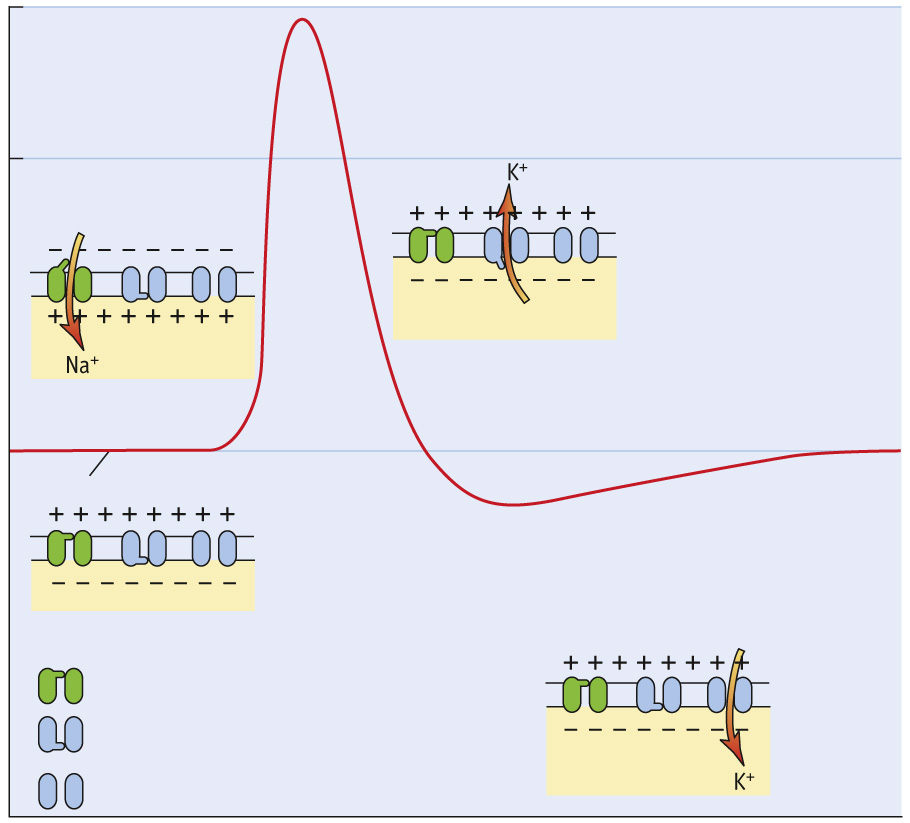 K⁺
+ + + + + + + +
– – – – – – – –
– – – – – – – –
+ + + + + + + +
Na⁺
+ + + + + + + +
– – – – – – – –
+ + + + + + + +
– – – – – – – –
K⁺